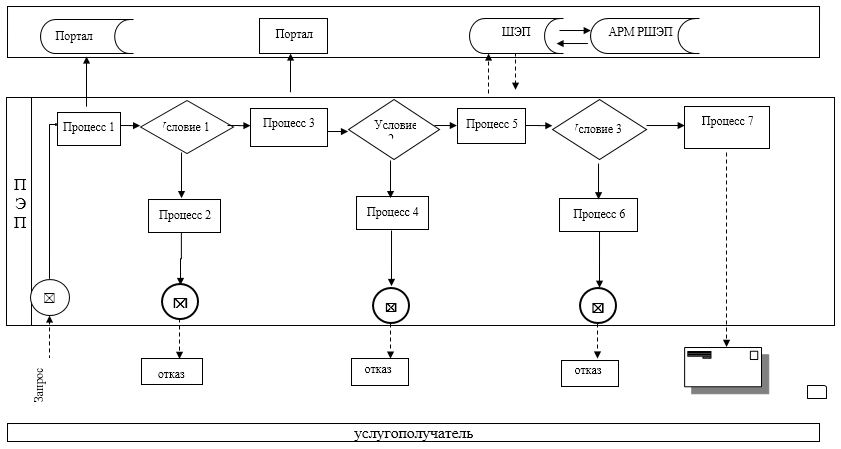 Портал
Портал
ШЭП
АРМ РШЭП
Процесс 1
Условие 1
Процесс 3
Условие
Процесс 5
Условие 3
Процесс 7
П
Э
П
Процесс 2
Процесс 4
Процесс 6
Запрос
отказ
отказ
отказ
услугополучатель